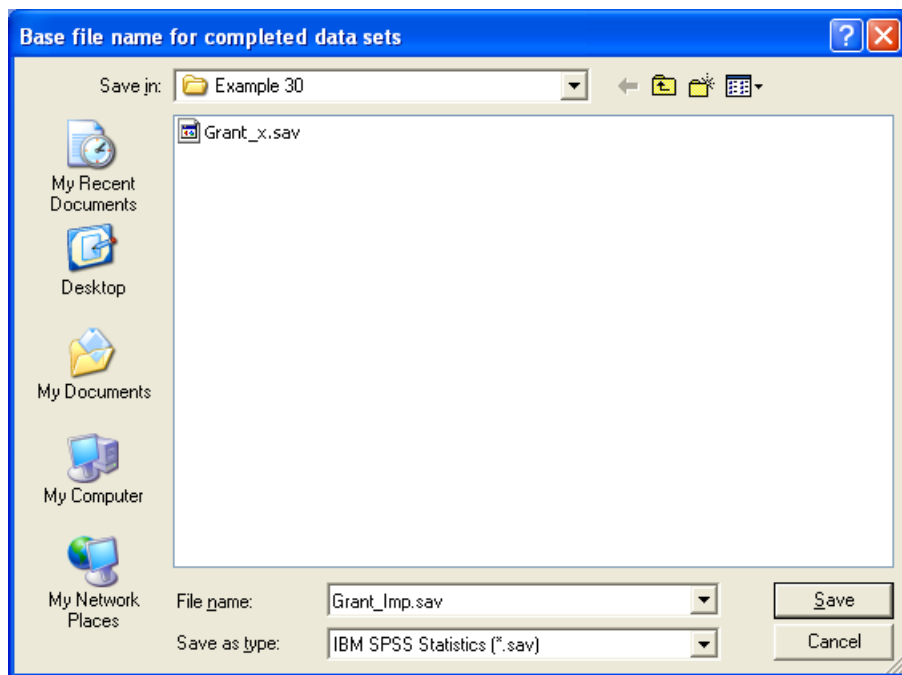 Base file name for completed data sets
Save in:
Example 30
Grant_x.sav
My Recent
Documents
Desktop
My Documents
My Computer
My Network
Places
File name:
Grant_Imp.sav
Save
Save as type:
IBM SPSS Statistics (*.sav)
Cancel